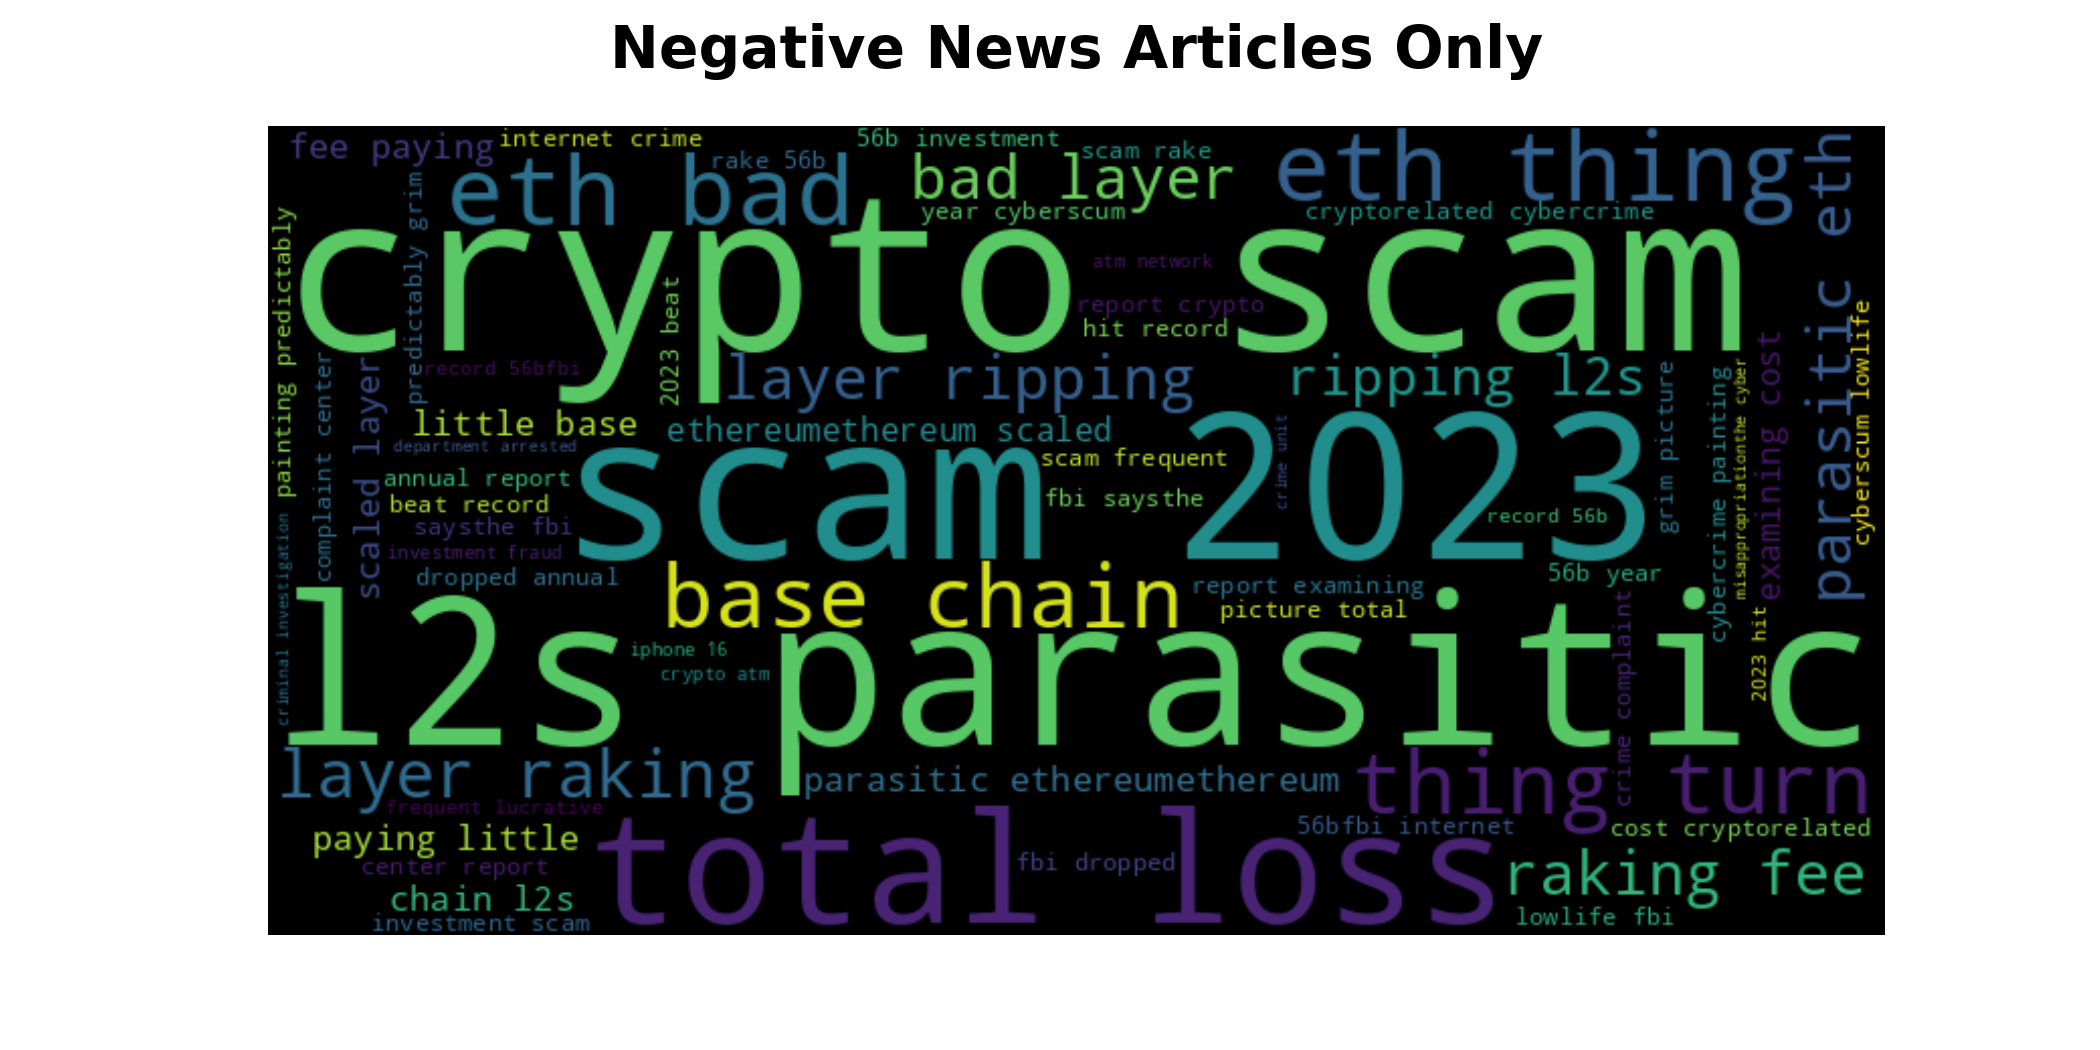 Negative News Articles Only
fee paying
internet crime
rake 56b
56b investment
scam rake
eth thing
eth bad
bad layer
year cyberscum
cryptorelated cybercrime
parasitic eth
painting predictably
predictably grim
crypto scam
atm network
report crypto
hit record
2023 beat
record 56bfbi
layer ripping
ripping l2s
cyberscum lowlife
complaint center
scaled layer
little base
ethereumethereum scaled
department arrested
scam 2023
scam frequent
crime unit
grim picture
cybercrime painting
misappropriationthe cyber
examining cost
annual report
beat record
fbi saysthe
record 56b
saysthe fbi
investment fraud
dropped annual
base chain
report examining
56b year
picture total
criminal investigation
l2s parasitic
iphone 16
crypto atm
crime complaint
2023 hit
layer raking
parasitic ethereumethereum
thing turn
frequent lucrative
paying little
total loss
56bfbi internet
cost cryptorelated
center report
fbi dropped
raking fee
chain l2s
investment scam
lowlife fbi